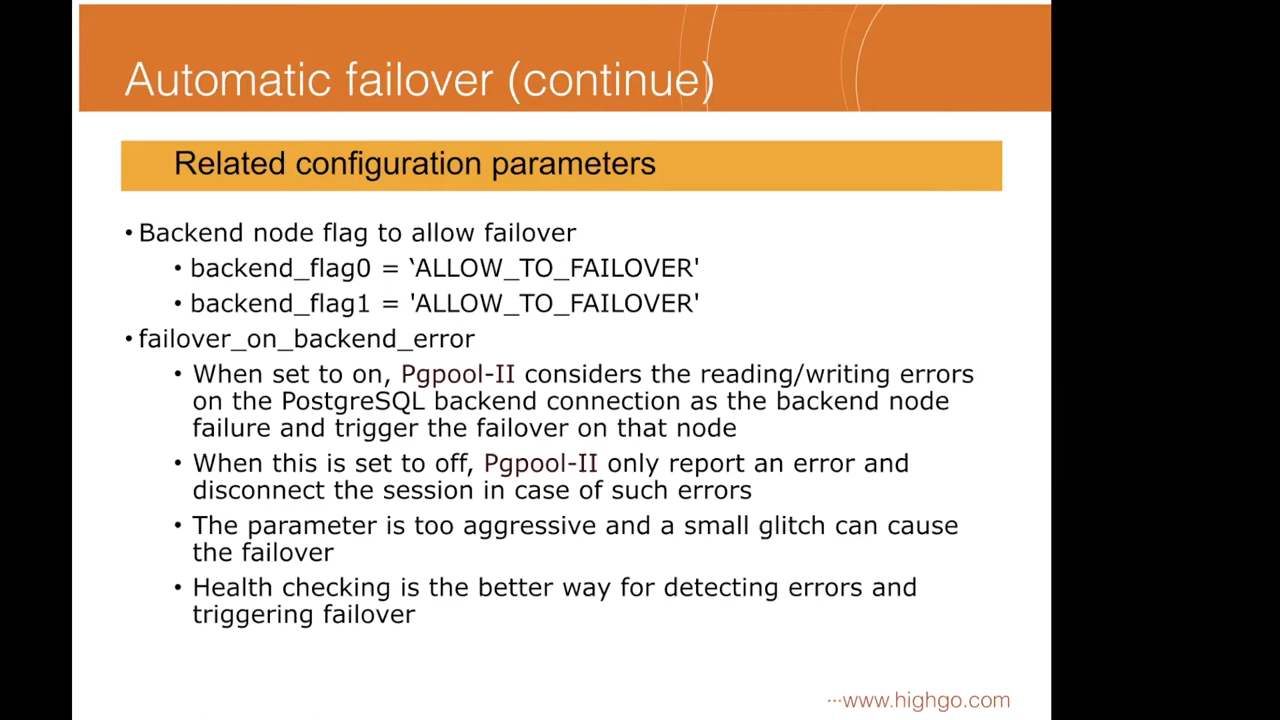 Automatic failover (continue)
Related configuration parameters
• Backend node flag to allow failover
• backend_flag0 = ‘ALLOW_TO_FAILOVER'
• backend_flag1 = 'ALLOW_TO_FAILOVER'
• failover_on_backend_error
• When set to on, Pgpool-II considers the reading/writing errors
on the PostgreSQL backend connection as the backend node
failure and trigger the failover on that node
• When this is set to off, Pgpool-II only report an error and
disconnect the session in case of such errors
• The parameter is too aggressive and a small glitch can cause
the failover
• Health checking is the better way for detecting errors and
triggering failover
···www.highgo.com